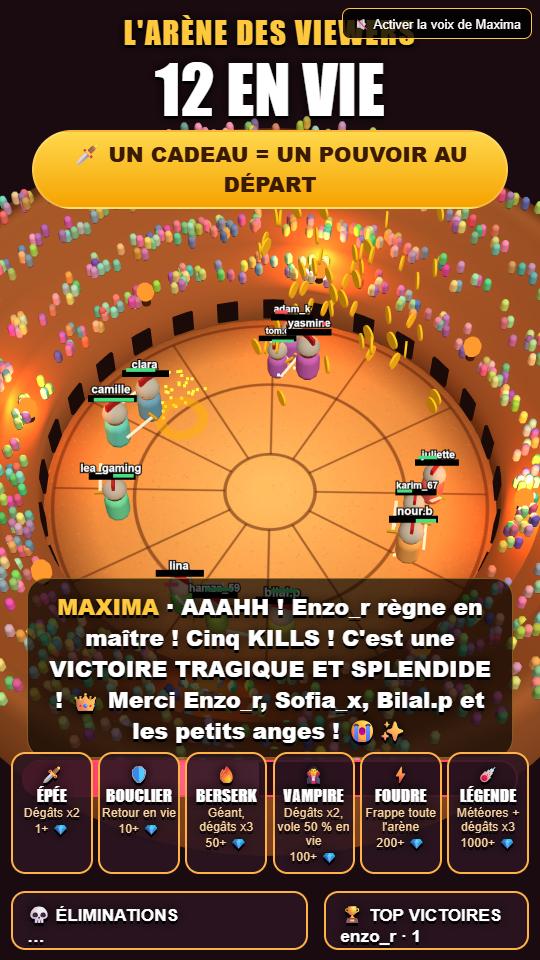 L'ARÈNE DES VIEWERS
Activer la voix de Maxima
12 EN VIE
UN CADEAU = UN POUVOIR AU
DÉPART
adam_k
yasmine
clara
camille
lea_gaming
juliette
karim_67
nour.b
lina
bilal.p
MAXIMA · AAAHH ! Enzo_r règne en
maître ! Cinq KILLS ! C'est une
VICTOIRE TRAGIQUE ET SPLENDIDE
! 👑 Merci Enzo_r, Sofia_x, Bilal.p et
les petits anges ! 😭 ✨
ÉPÉE
Dégâts x2
1+ 💎
BOUCLIER
Retour en vie
10+ 💎
BERSERK
Géant,
dégâts x3
50+ 💎
VAMPIRE
Dégâts x2,
vole 50 % en
vie
100+ 💎
FOUDRE
Frappe toute
l'arène
200+ 💎
LÉGENDE
Météores +
dégâts x3
1000+ 💎
💀 ÉLIMINATIONS
...
🏆 TOP VICTOIRES
enzo_r · 1